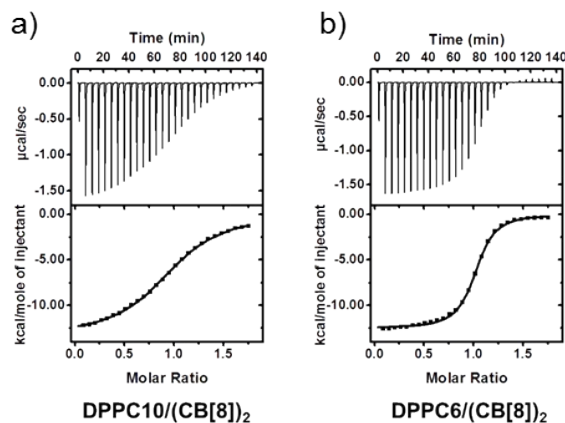 a)
Time (min)
0 20 40 60 80 100 120 140
0.00
-0.50
-1.00
-1.50
µcal/sec
0.00
-5.00
-10.00
kcal/mole of injectant
0.0 0.5 1.0 1.5
Molar Ratio
DPPC10/(CB[8])₂
b)
Time (min)
0 20 40 60 80 100 120 140
0.00
-0.50
-1.00
-1.50
µcal/sec
0.00
-5.00
-10.00
kcal/mole of injectant
0.0 0.5 1.0 1.5
Molar Ratio
DPPC6/(CB[8])₂